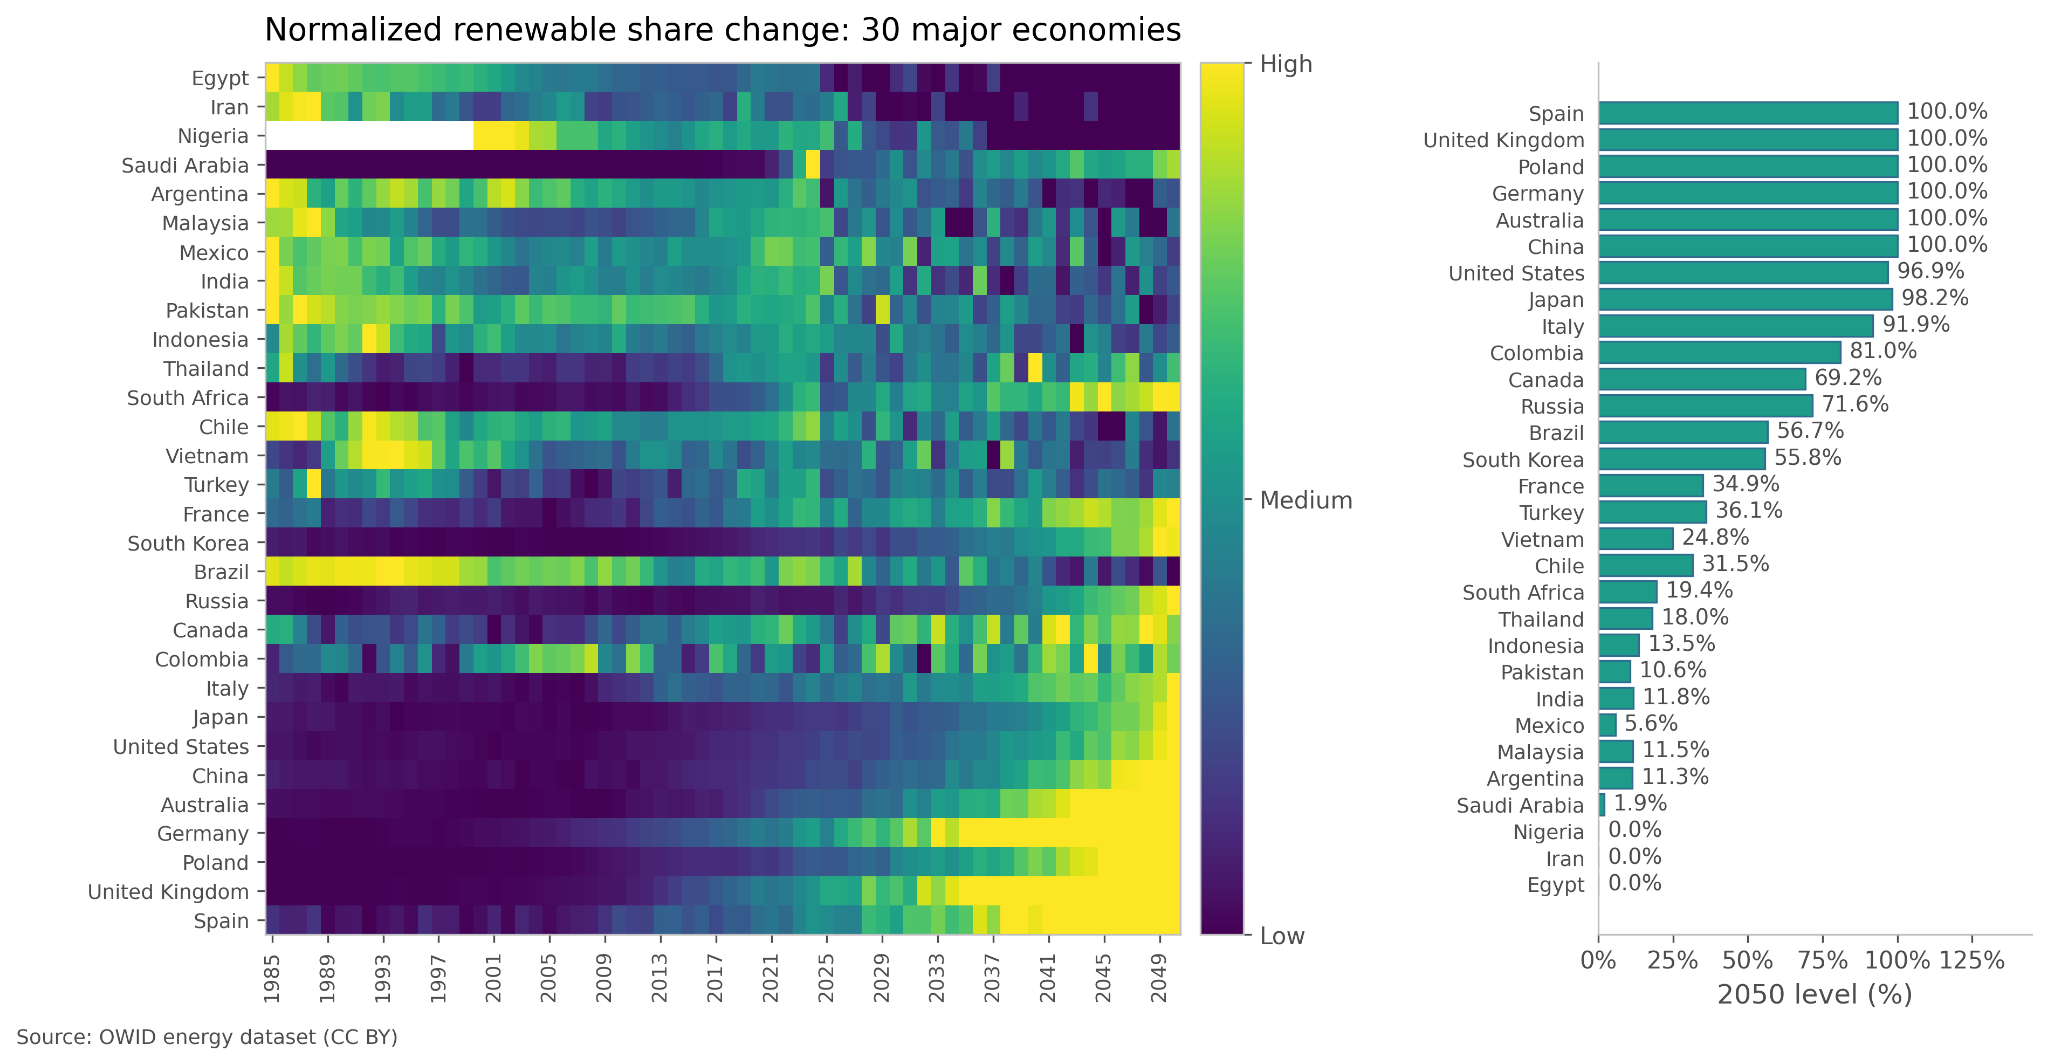 Normalized renewable share change: 30 major economies
Egypt
Iran
Nigeria
Saudi Arabia
Argentina
Malaysia
Mexico
India
Pakistan
Indonesia
Thailand
South Africa
Chile
Vietnam
Turkey
France
South Korea
Brazil
Russia
Canada
Colombia
Italy
Japan
United States
China
Australia
Germany
Poland
United Kingdom
Spain
1985
1989
1993
1997
2001
2005
2009
2013
2017
2021
2025
2029
2033
2037
2041
2045
2049
High
Medium
Low
Spain 100.0%
United Kingdom 100.0%
Poland 100.0%
Germany 100.0%
Australia 100.0%
China 100.0%
United States 96.9%
Japan 98.2%
Italy 91.9%
Colombia 81.0%
Canada 69.2%
Russia 71.6%
Brazil 56.7%
South Korea 55.8%
France 34.9%
Turkey 36.1%
Vietnam 24.8%
Chile 31.5%
South Africa 19.4%
Thailand 18.0%
Indonesia 13.5%
Pakistan 10.6%
India 11.8%
Mexico 5.6%
Malaysia 11.5%
Argentina 11.3%
Saudi Arabia 1.9%
Nigeria 0.0%
Iran 0.0%
Egypt 0.0%
0% 25% 50% 75% 100% 125%
2050 level (%)
Source: OWID energy dataset (CC BY)